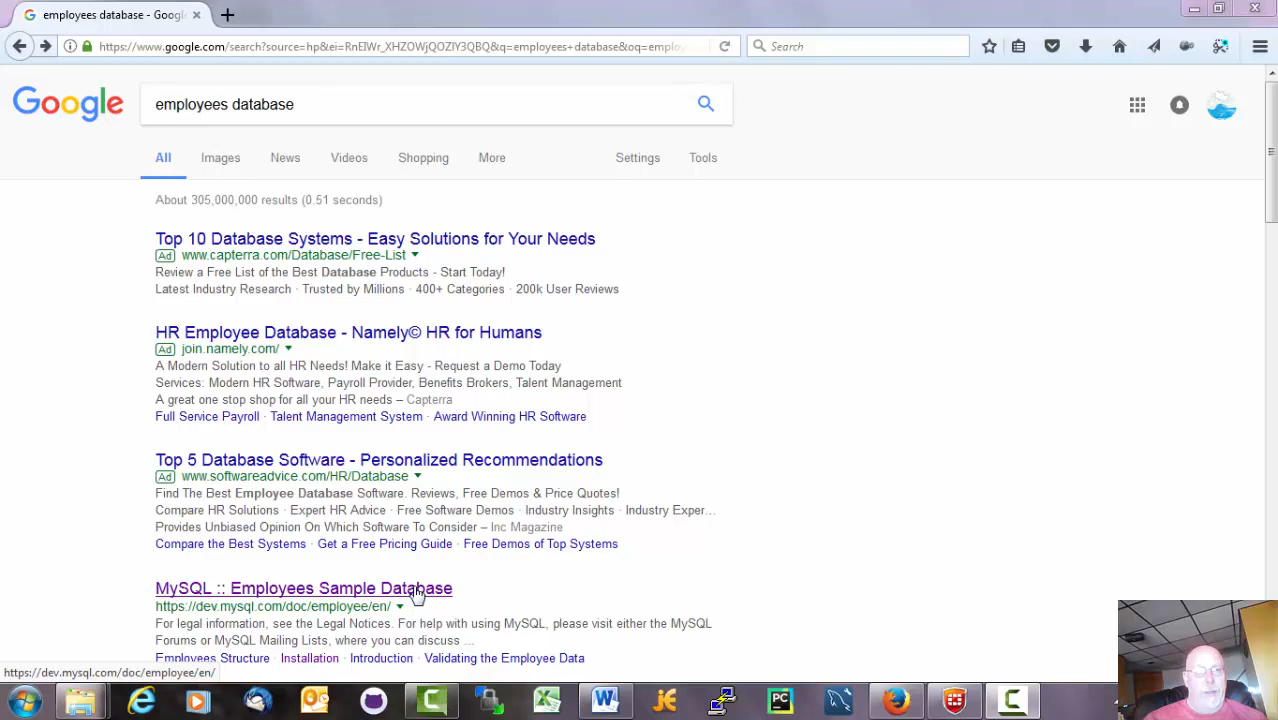 employees database - Google
https://www.google.com/search?source=hp&ei=RnEIWr_XHZOWjQOZIY3QBQ&q=employees+database&oq=emplo
Search
Google
employees database
All Images News Videos Shopping More Settings Tools
About 305,000,000 results (0.51 seconds)
Top 10 Database Systems - Easy Solutions for Your Needs
Ad www.capterra.com/Database/Free-List
Review a Free List of the Best Database Products - Start Today!
Latest Industry Research · Trusted by Millions · 400+ Categories · 200k User Reviews
HR Employee Database - Namely© HR for Humans
Ad join.namely.com/
A Modern Solution to all HR Needs! Make it Easy - Request a Demo Today
Services: Modern HR Software, Payroll Provider, Benefits Brokers, Talent Management
A great one stop shop for all your HR needs – Capterra
Full Service Payroll · Talent Management System · Award Winning HR Software
Top 5 Database Software - Personalized Recommendations
Ad www.softwareadvice.com/HR/Database
Find The Best Employee Database Software. Reviews, Free Demos & Price Quotes!
Compare HR Solutions · Expert HR Advice · Free Software Demos · Industry Insights · Industry Exper...
Provides Unbiased Opinion On Which Software To Consider – Inc Magazine
Compare the Best Systems · Get a Free Pricing Guide · Free Demos of Top Systems
MySQL :: Employees Sample Database
https://dev.mysql.com/doc/employee/en/
For legal information, see the Legal Notices. For help with using MySQL, please visit either the MySQL
Forums or MySQL Mailing Lists, where you can discuss ...
Employees Structure · Installation · Introduction · Validating the Employee Data
https://dev.mysql.com/doc/employee/en/
PC